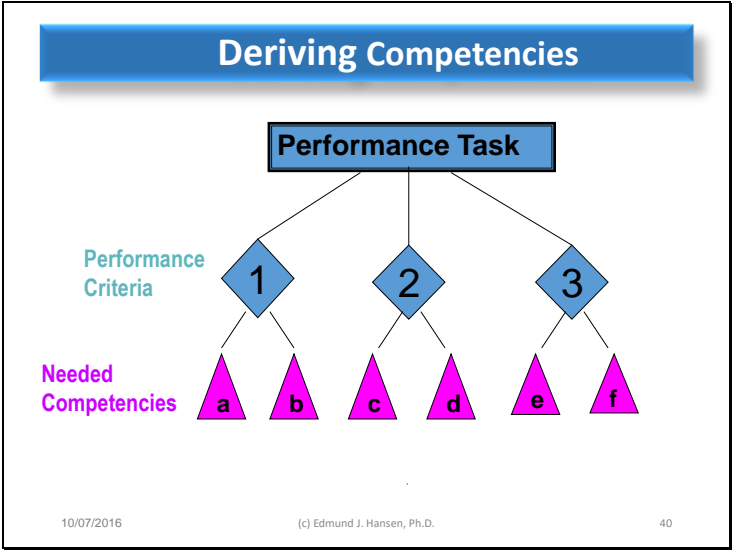 Deriving Competencies
Performance Task
Performance
Criteria
1
2
3
Needed
Competencies
a
b
c
d
e
f
.
10/07/2016
(c) Edmund J. Hansen, Ph.D.
40